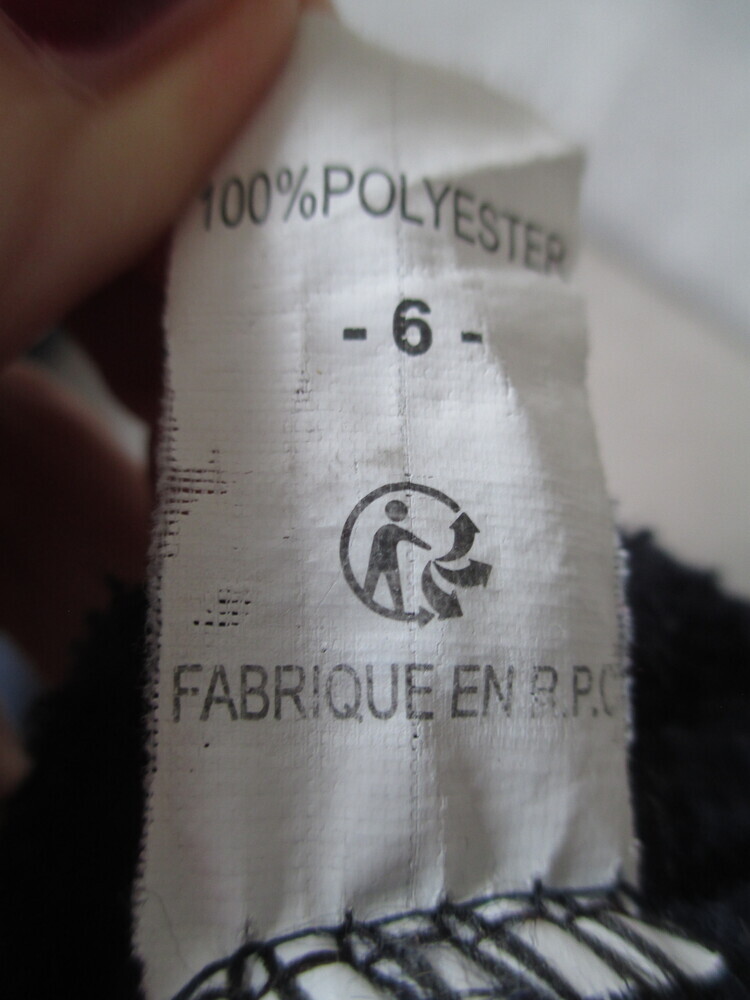 100%POLYESTER
- 6 -
FABRIQUE EN R.P.C